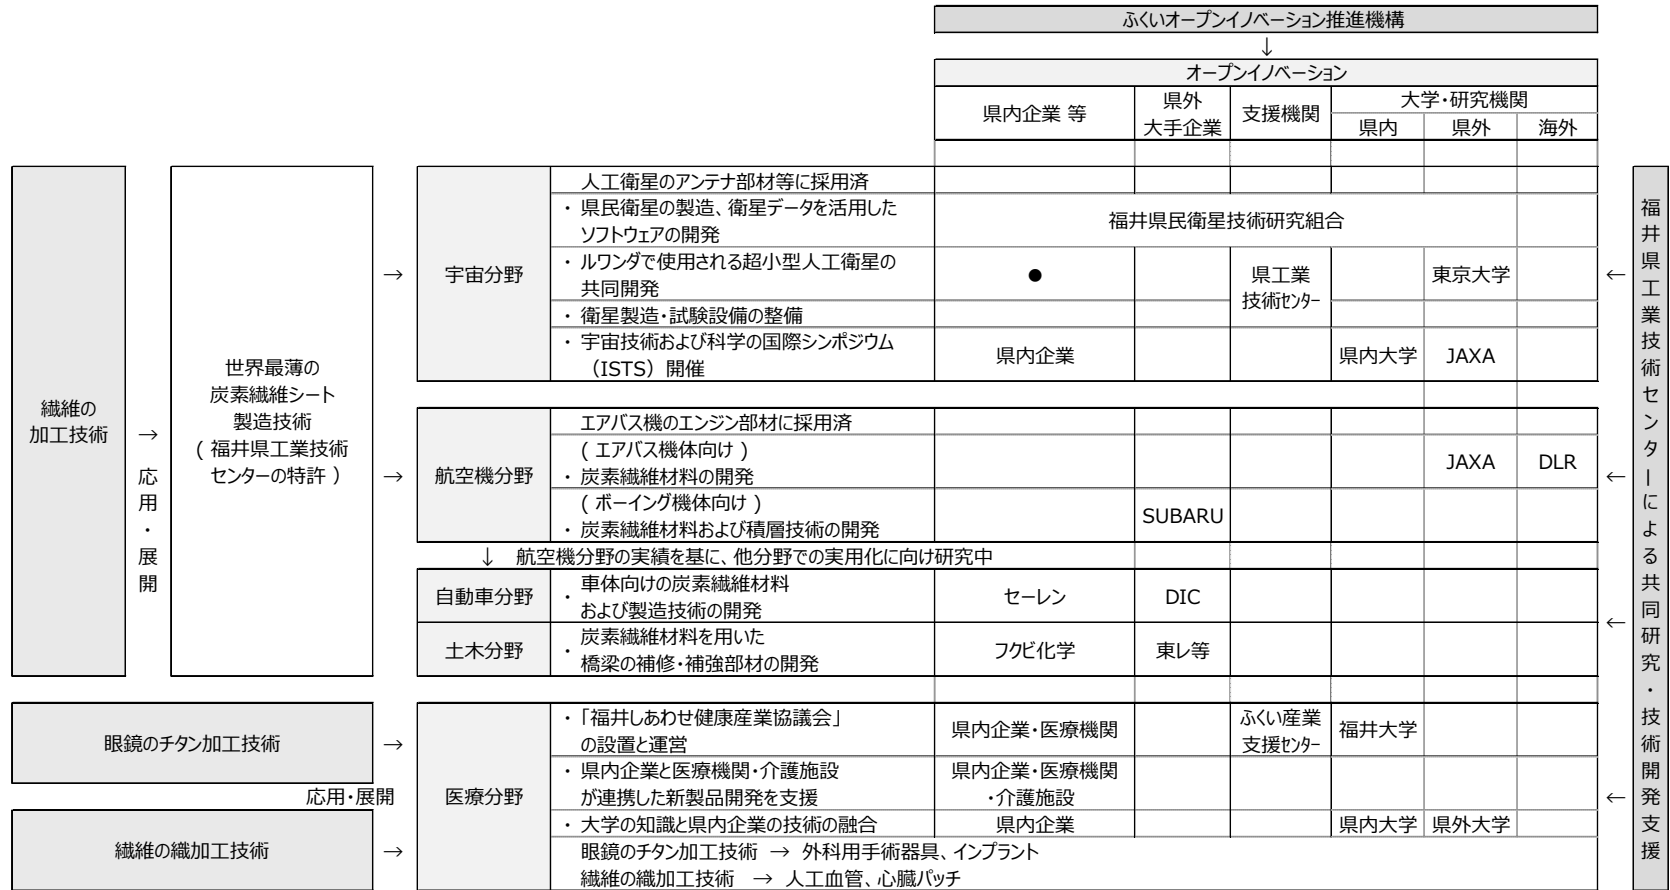 ふくいオープンイノベーション推進機構
↓
オープンイノベーション
県内企業 等
県外
大手企業
支援機関
大学・研究機関
県内
県外
海外
繊維の
加工技術
→
応用・展開
世界最薄の
炭素繊維シート
製造技術
( 福井県工業技術
センターの特許 )
→
宇宙分野
人工衛星のアンテナ部材等に採用済
・ 県民衛星の製造、衛星データを活用した
ソフトウェアの開発
福井県民衛星技術研究組合
・ ルワンダで使用される超小型人工衛星の
共同開発
●
県工業
技術ｾﾝﾀｰ
東京大学
←
・ 衛星製造・試験設備の整備
・ 宇宙技術および科学の国際シンポジウム
（ISTS）開催
県内企業
県内大学
JAXA
→
航空機分野
エアバス機のエンジン部材に採用済
( エアバス機体向け )
・ 炭素繊維材料の開発
JAXA
DLR
←
( ボーイング機体向け )
・ 炭素繊維材料および積層技術の開発
SUBARU
↓ 航空機分野の実績を基に、他分野での実用化に向け研究中
自動車分野
・ 車体向けの炭素繊維材料
および製造技術の開発
セーレン
DIC
←
土木分野
・ 炭素繊維材料を用いた
橋梁の補修・補強部材の開発
フクビ化学
東レ等
眼鏡のチタン加工技術
→
応用・展開
繊維の織加工技術
→
医療分野
・ 「福井しあわせ健康産業協議会」
の設置と運営
県内企業・医療機関
ふくい産業
支援ｾﾝﾀｰ
福井大学
・ 県内企業と医療機関・介護施設
が連携した新製品開発を支援
県内企業・医療機関
・介護施設
←
・ 大学の知識と県内企業の技術の融合
県内企業
県内大学
県外大学
眼鏡のチタン加工技術 → 外科用手術器具、インプラント
繊維の織加工技術 → 人工血管、心臓パッチ
福井県工業技術センターによる共同研究・技術開発支援